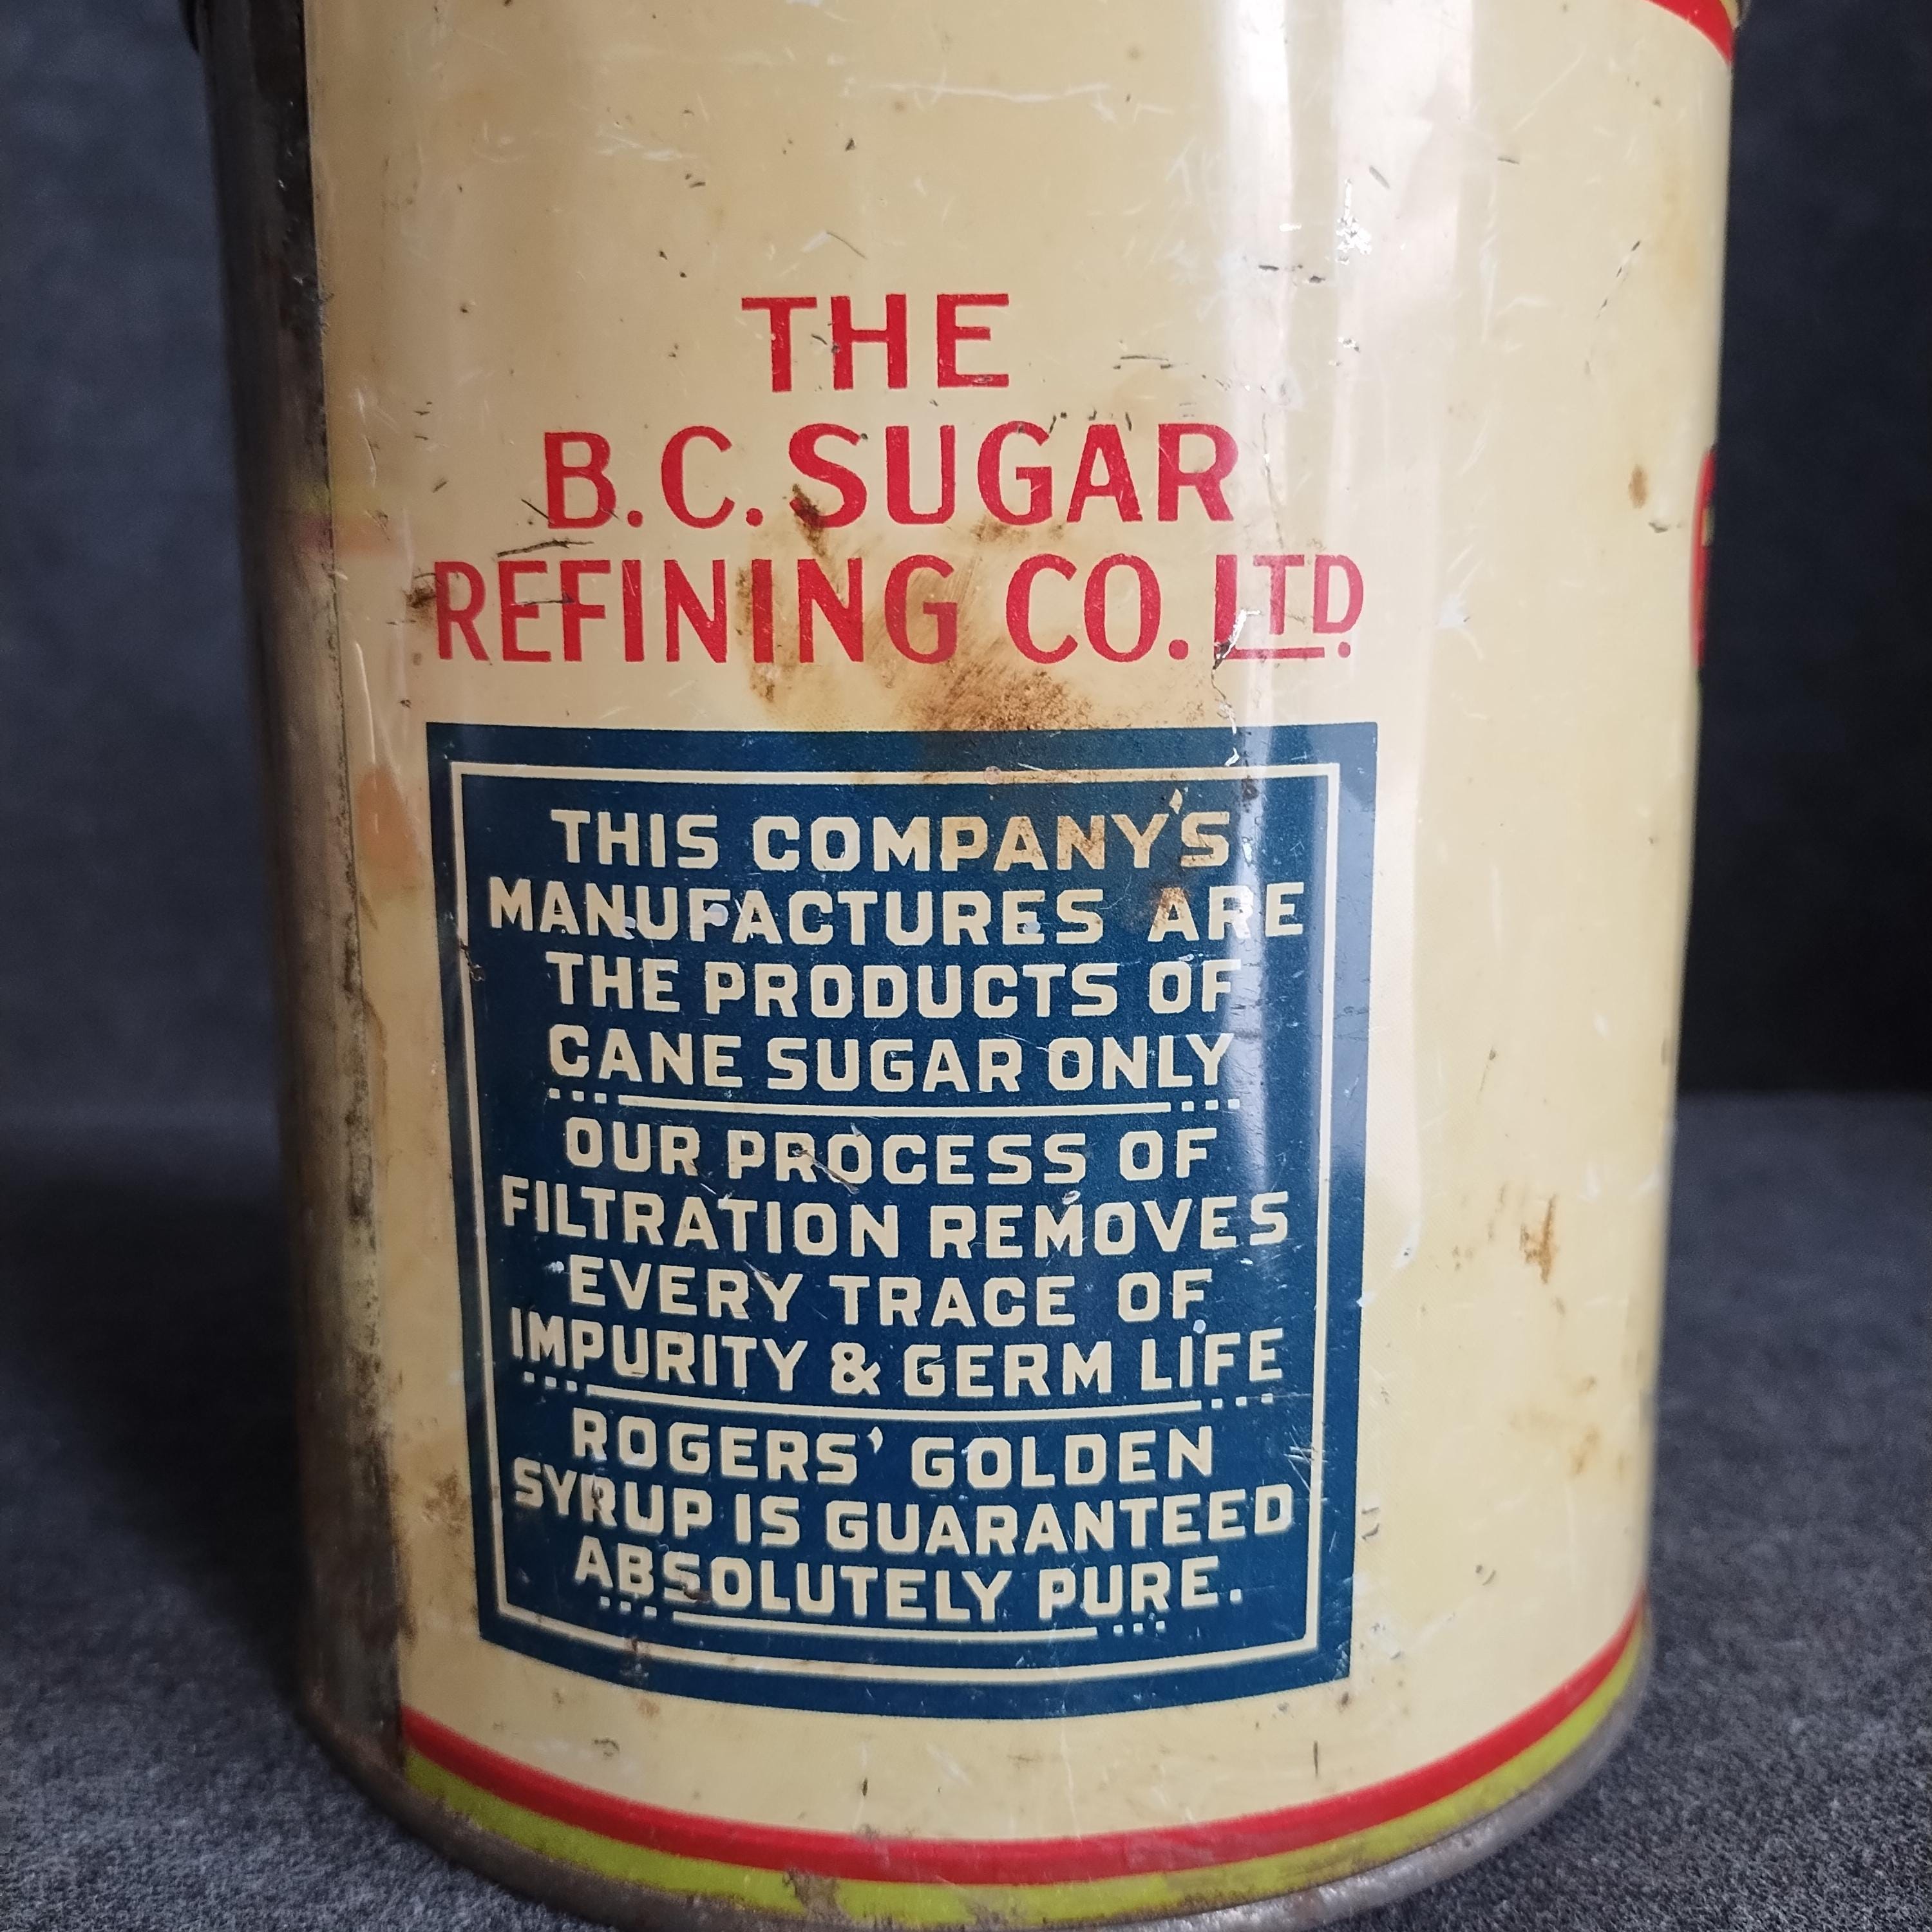 THE
B.C. SUGAR
REFINING CO. LTD.
THIS COMPANY'S
MANUFACTURES ARE
THE PRODUCTS OF
CANE SUGAR ONLY
OUR PROCESS OF
FILTRATION REMOVES
EVERY TRACE OF
IMPURITY & GERM LIFE
ROGERS' GOLDEN
SYRUP IS GUARANTEED
ABSOLUTELY PURE.